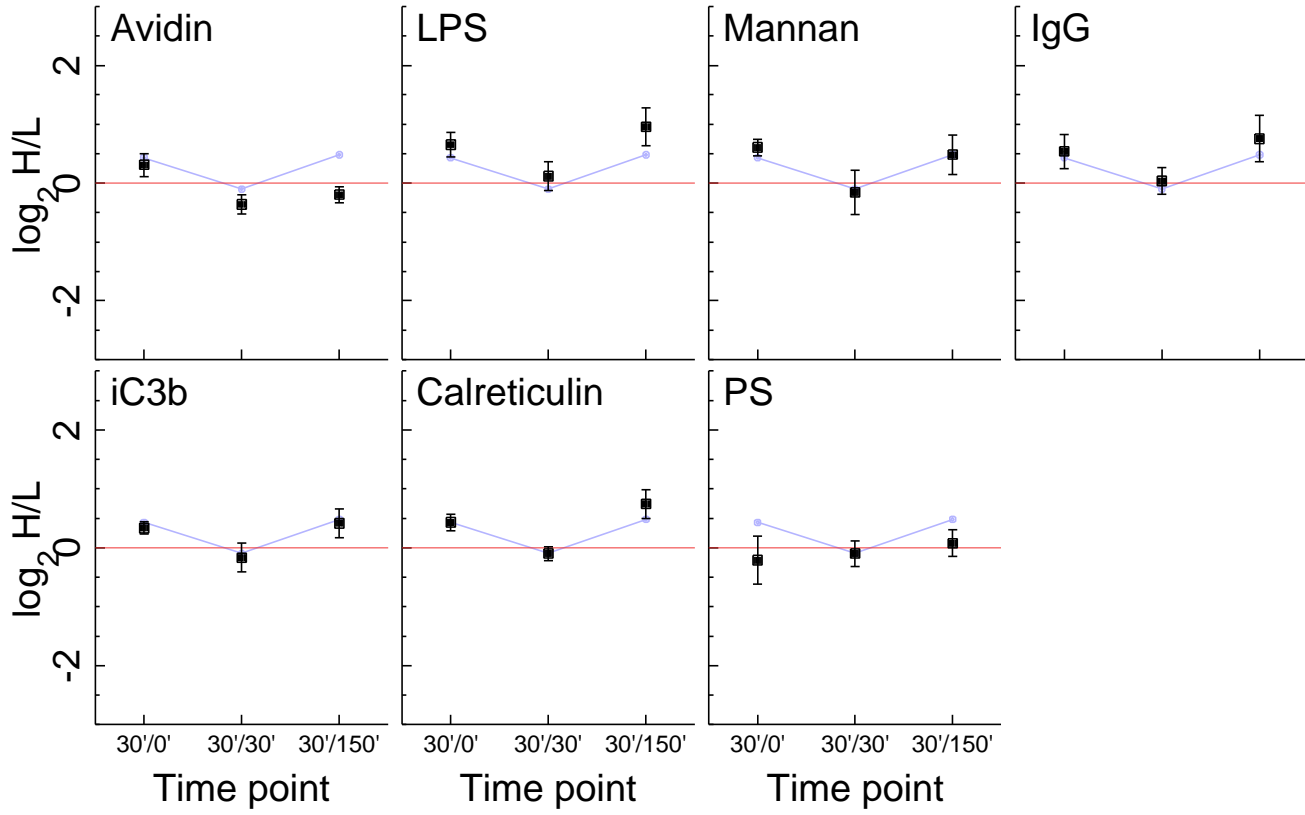 Avidin
LPS
Mannan
IgG
2
0
-2
log2 H/L
iC3b
Calreticulin
PS
2
0
-2
log2 H/L
30'/0' 30'/30' 30'/150'
30'/0' 30'/30' 30'/150'
30'/0' 30'/30' 30'/150'
Time point
Time point
Time point